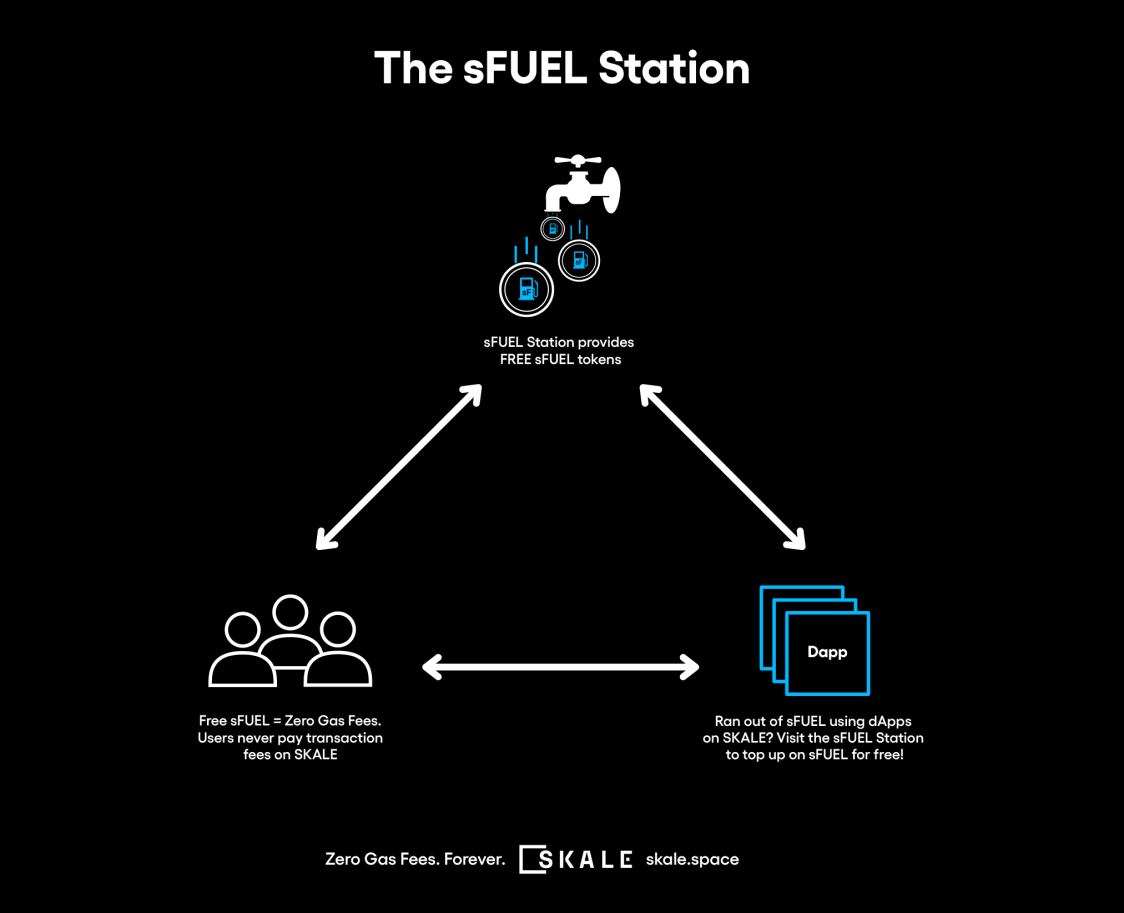 The sFUEL Station
sF
sF
sFUEL Station provides
FREE sFUEL tokens
Dapp
Free sFUEL = Zero Gas Fees.
Users never pay transaction
fees on SKALE
Ran out of sFUEL using dApps
on SKALE? Visit the sFUEL Station
to top up on sFUEL for free!
Zero Gas Fees. Forever. SKALE skale.space